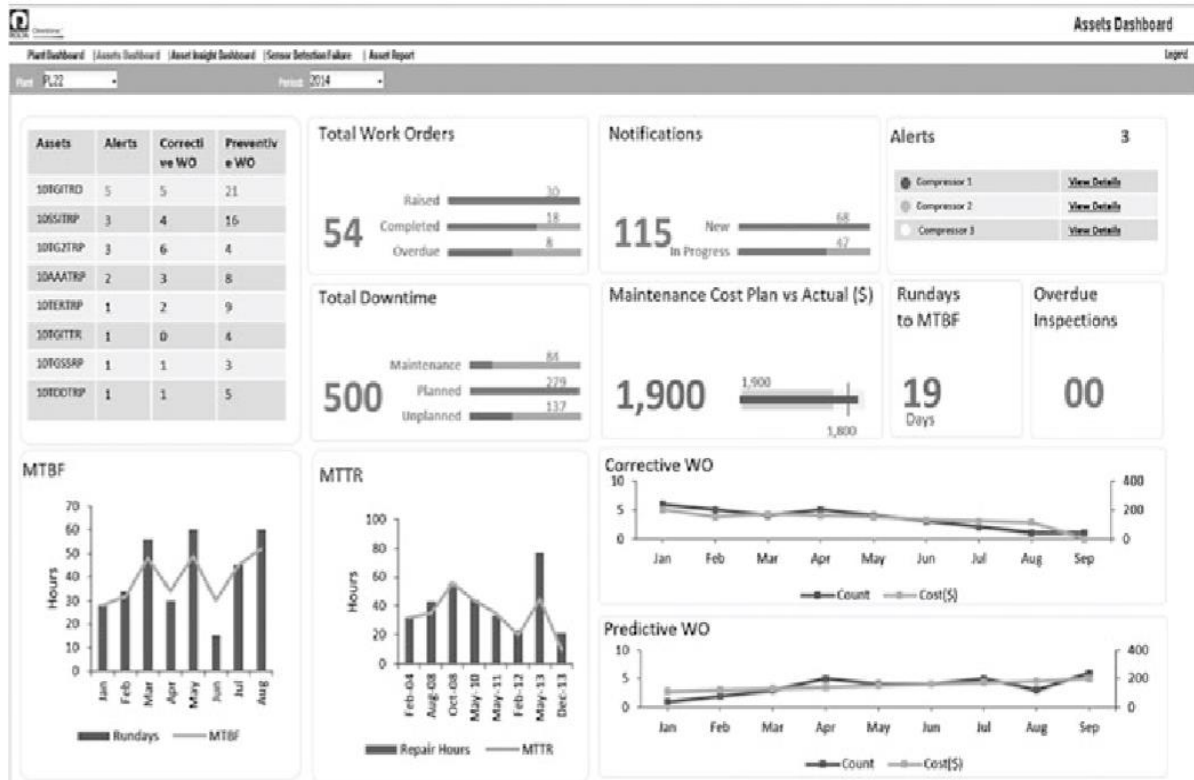 Assets Dashboard
Plant Dashboard | Assets Dashboard | Asset Insight Dashboard | Sensor Detection Failure | Asset Report Legend
Plant PL22 Period: 2014
Assets Alerts Correcti Preventiv
ve WO e WO
5 5 21
3 4 16
10TG2TRP 3 6 4
10AAATRP 2 3 8
10TERTRP 1 2 9
1 0 4
10TGSSRP 1 1 3
1 1 5
Total Work Orders
54
Raised 30
Completed 18
Overdue 8
Notifications
115
New 68
In Progress 47
Alerts 3
Compressor 1 View Details
Compressor 2 View Details
Compressor 3 View Details
Total Downtime
500
Maintenance 84
Planned 279
Unplanned 137
Maintenance Cost Plan vs Actual ($)
1,900
1,900
1,800
Rundays
to MTBF
19
Days
Overdue
Inspections
00
MTBF
Hours
70
60
50
40
30
20
10
0
Jan Feb Mar Apr May Jun Jul Aug
Rundays MTBF
MTTR
Hours
100
80
60
40
20
0
Feb-04 Aug-08 Oct-08 May-10 May-11 Feb-12 May-13 Dec-13
Repair Hours MTTR
Corrective WO
10 400
5 200
0 0
Jan Feb Mar Apr May Jun Jul Aug Sep
Count Cost($)
Predictive WO
10 400
5 200
0 0
Jan Feb Mar Apr May Jun Jul Aug Sep
Count Cost($)